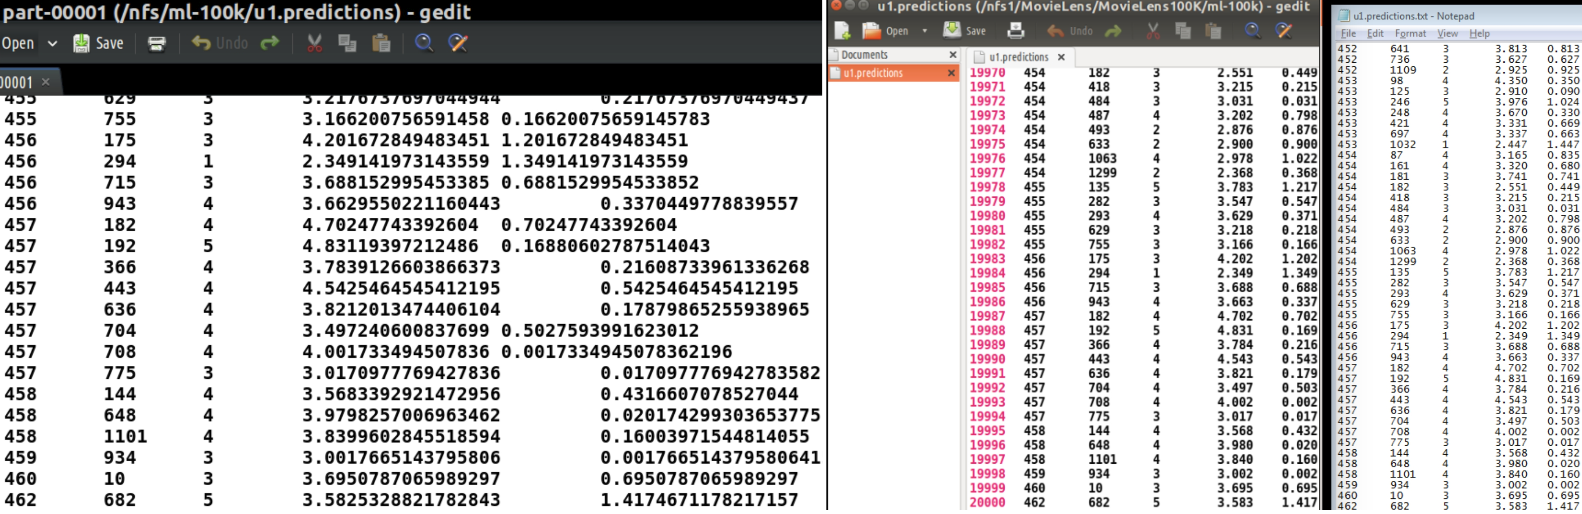 part-00001 (/nfs/ml-100k/u1.predictions) - gedit
Open Save Undo
00001 ×
455 629 3 3.2176737697044944 0.21767376970449437
455 755 3 3.166200756591458 0.16620075659145783
456 175 3 4.201672849483451 1.201672849483451
456 294 1 2.349141973143559 1.349141973143559
456 715 3 3.688152995453385 0.6881529954533852
456 943 4 3.6629550221160443 0.3370449778839557
457 182 4 4.70247743392604 0.70247743392604
457 192 5 4.83119397212486 0.16880602787514043
457 366 4 3.7839126603866373 0.21608733961336268
457 443 4 4.5425464545412195 0.5425464545412195
457 636 4 3.8212013474406104 0.17879865255938965
457 704 4 3.497240600837699 0.5027593991623012
457 708 4 4.001733494507836 0.0017334945078362196
457 775 3 3.0170977769427836 0.017097776942783582
458 144 4 3.5683392921472956 0.4316607078527044
458 648 4 3.9798257006963462 0.020174299303653775
458 1101 4 3.8399602845518594 0.16003971544814055
459 934 3 3.0017665143795806 0.0017665143795806​41
460 10 3 3.6950787065989297 0.6950787065989297
462 682 5 3.5825328821782843 1.4174671178217157
u1.predictions (/nfs1/MovieLens/MovieLens100K/ml-100k) - gedit
Open Save Undo
Documents ×
u1.predictions ×
u1.predictions ×
19970 454 182 3 2.551 0.449
19971 454 418 3 3.215 0.215
19972 454 484 3 3.031 0.031
19973 454 487 4 3.202 0.798
19974 454 493 2 2.876 0.876
19975 454 633 2 2.900 0.900
19976 454 1063 4 2.978 1.022
19977 454 1299 2 2.368 0.368
19978 455 135 5 3.783 1.217
19979 455 282 3 3.547 0.547
19980 455 293 4 3.629 0.371
19981 455 629 3 3.218 0.218
19982 455 755 3 3.166 0.166
19983 456 175 3 4.202 1.202
19984 456 294 1 2.349 1.349
19985 456 715 3 3.688 0.688
19986 456 943 4 3.663 0.337
19987 457 182 4 4.702 0.702
19988 457 192 5 4.831 0.169
19989 457 366 4 3.784 0.216
19990 457 443 4 4.543 0.543
19991 457 636 4 3.821 0.179
19992 457 704 4 3.497 0.503
19993 457 708 4 4.002 0.002
19994 457 775 3 3.017 0.017
19995 458 144 4 3.568 0.432
19996 458 648 4 3.980 0.020
19997 458 1101 4 3.840 0.160
19998 459 934 3 3.002 0.002
19999 460 10 3 3.695 0.695
20000 462 682 5 3.583 1.417
u1.predictions.txt - Notepad
File Edit Format View Help
452 641 3 3.813 0.813
452 736 3 3.627 0.627
452 1109 2 2.925 0.925
453 98 4 4.350 0.350
453 125 3 2.910 0.090
453 246 5 3.976 1.024
453 248 4 3.670 0.330
453 421 4 3.331 0.669
453 697 4 3.337 0.663
453 1032 1 2.447 1.447
454 87 4 3.165 0.835
454 161 4 3.320 0.680
454 181 3 3.741 0.741
454 182 3 2.551 0.449
454 418 3 3.215 0.215
454 484 3 3.031 0.031
454 487 4 3.202 0.798
454 493 2 2.876 0.876
454 633 2 2.900 0.900
454 1063 4 2.978 1.022
454 1299 2 2.368 0.368
455 135 5 3.783 1.217
455 282 3 3.547 0.547
455 293 4 3.629 0.371
455 629 3 3.218 0.218
455 755 3 3.166 0.166
456 175 3 4.202 1.202
456 294 1 2.349 1.349
456 715 3 3.688 0.688
456 943 4 3.663 0.337
457 182 4 4.702 0.702
457 192 5 4.831 0.169
457 366 4 3.784 0.216
457 443 4 4.543 0.543
457 636 4 3.821 0.179
457 704 4 3.497 0.503
457 708 4 4.002 0.002
457 775 3 3.017 0.017
458 144 4 3.568 0.432
458 648 4 3.980 0.020
458 1101 4 3.840 0.160
459 934 3 3.002 0.002
460 10 3 3.695 0.695
462 682 5 3.583 1.417